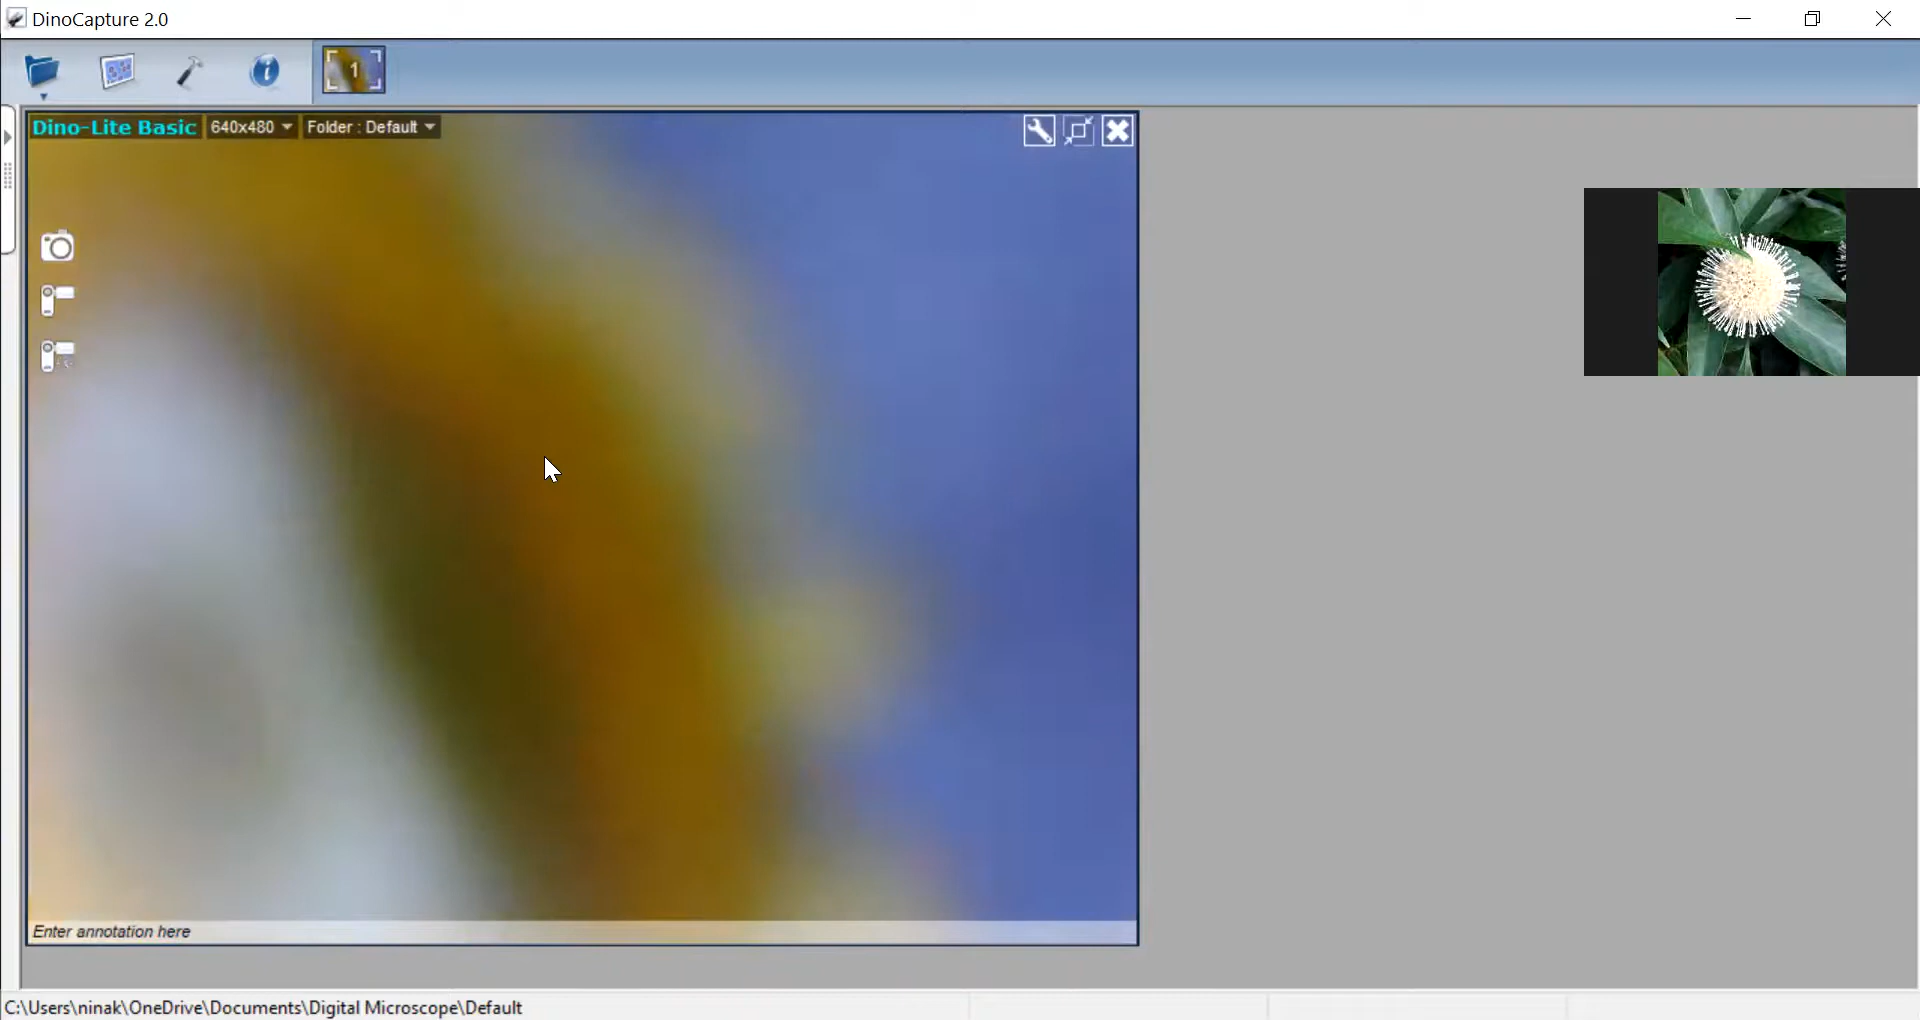 DinoCapture 2.0
1
Dino-Lite Basic 640x480 Folder : Default
Enter annotation here
C:\Users\ninak\OneDrive\Documents\Digital Microscope\Default